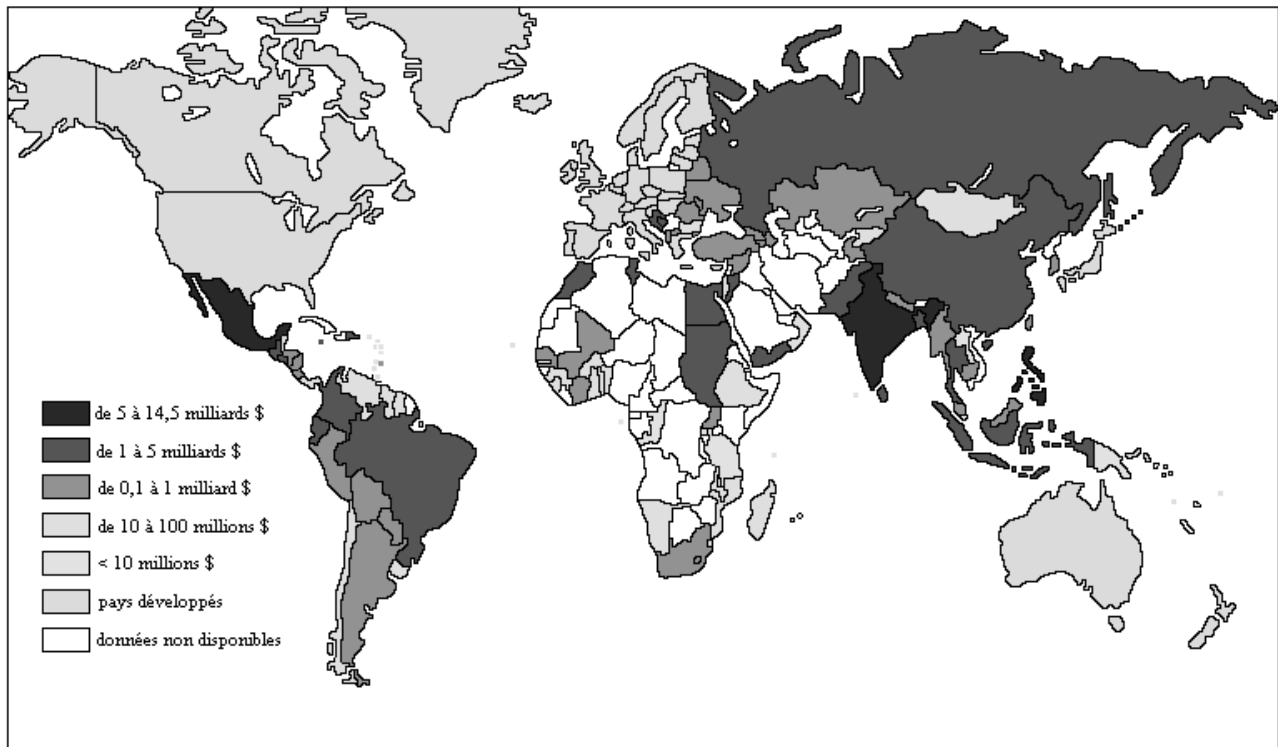 de 5 à 14,5 milliards $
de 1 à 5 milliards $
de 0,1 à 1 milliard $
de 10 à 100 millions $
< 10 millions $
pays développés
données non disponibles